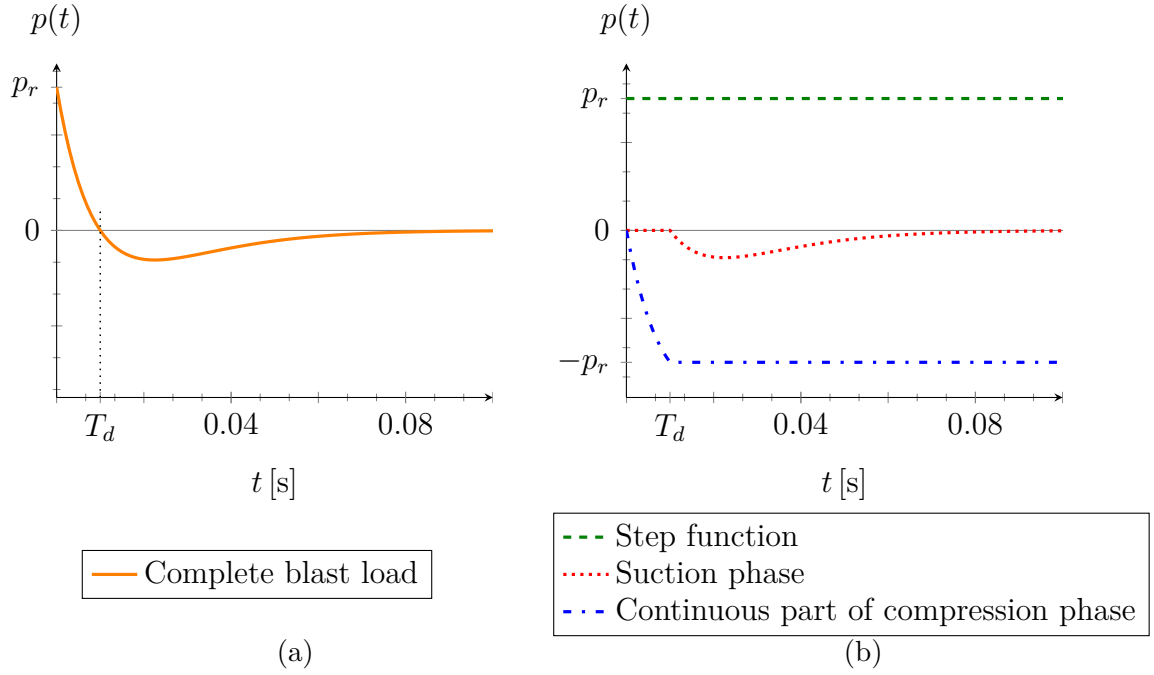 p(t)
p_r
0
T_d
0.04
0.08
t [s]
Complete blast load
(a)
p(t)
p_r
0
−p_r
T_d
0.04
0.08
t [s]
Step function
Suction phase
Continuous part of compression phase
(b)